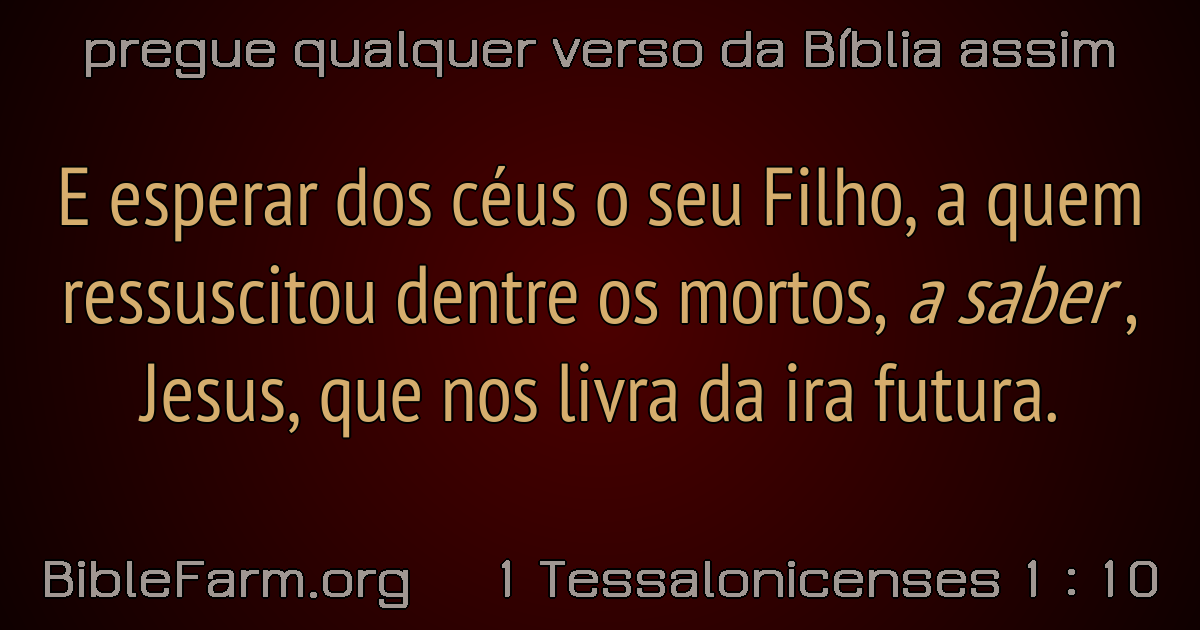 pregue qualquer verso da Bíblia assim
E esperar dos céus o seu Filho, a quem
ressuscitou dentre os mortos, a saber ,
Jesus, que nos livra da ira futura.
BibleFarm.org 1 Tessalonicenses 1 : 10